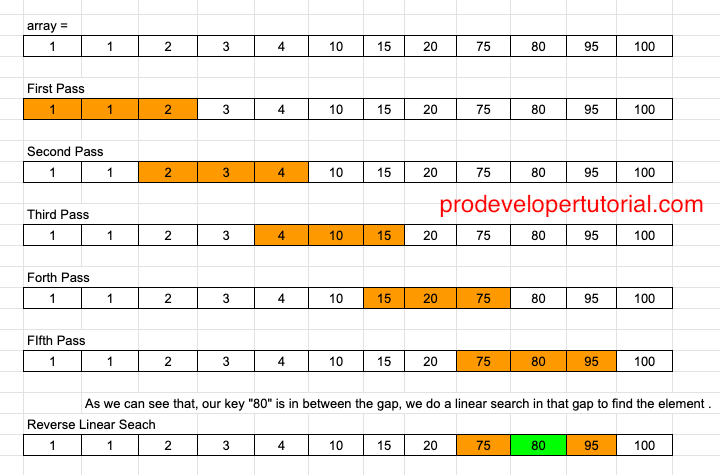 array =
1 1 2 3 4 10 15 20 75 80 95 100
First Pass
1 1 2 3 4 10 15 20 75 80 95 100
Second Pass
1 1 2 3 4 10 15 20 75 80 95 100
prodevelopertutorial.com
Third Pass
1 1 2 3 4 10 15 20 75 80 95 100
Forth Pass
1 1 2 3 4 10 15 20 75 80 95 100
FIfth Pass
1 1 2 3 4 10 15 20 75 80 95 100
As we can see that, our key "80" is in between the gap, we do a linear search in that gap to find the element .
Reverse Linear Seach
1 1 2 3 4 10 15 20 75 80 95 100